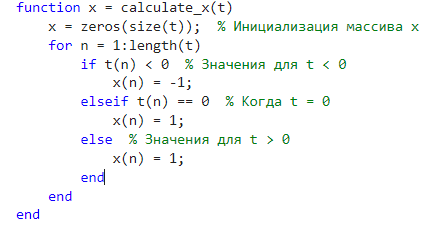 function x = calculate_x(t)
x = zeros(size(t));  % Инициализация массива x
for n = 1:length(t)
if t(n) < 0  % Значения для t < 0
x(n) = -1;
elseif t(n) == 0  % Когда t = 0
x(n) = 1;
else  % Значения для t > 0
x(n) = 1;
end
end
end